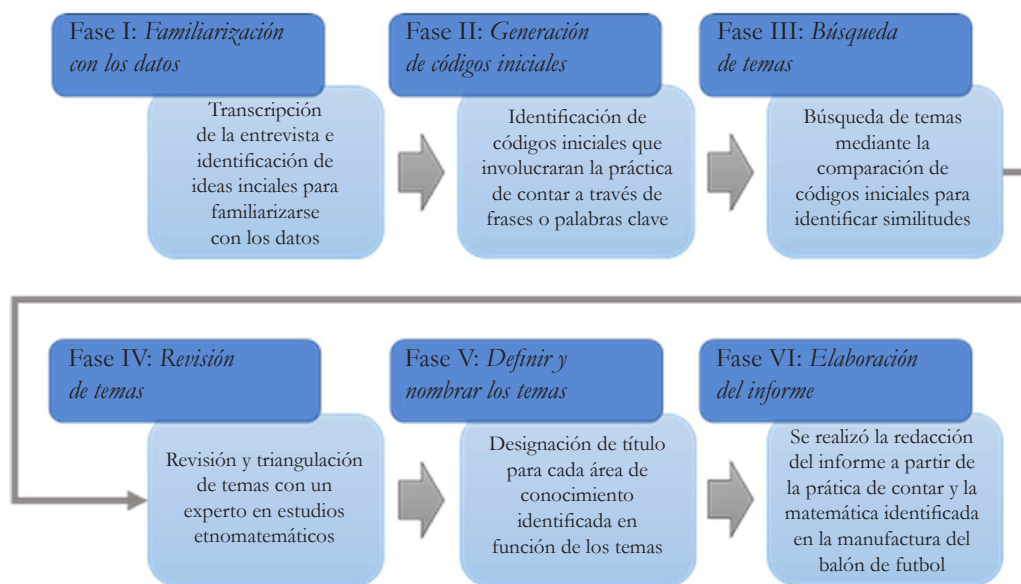 Fase I: Familiarización
con los datos
Transcripción
de la entrevista e
identificación de
ideas inciales para
familiarizarse
con los datos
Fase II: Generación
de códigos iniciales
Identificación de
códigos iniciales que
involucraran la práctica
de contar a través de
frases o palabras clave
Fase III: Búsqueda
de temas
Búsqueda de temas
mediante la
comparación de
códigos iniciales para
identificar similitudes
Fase IV: Revisión
de temas
Revisión y triangulación
de temas con un
experto en estudios
etnomatemáticos
Fase V: Definir y
nombrar los temas
Designación de título
para cada área de
conocimiento
identificada en
función de los temas
Fase VI: Elaboración
del informe
Se realizó la redacción
del informe a partir de
la prática de contar y la
matemática identificada
en la manufactura del
balón de futbol